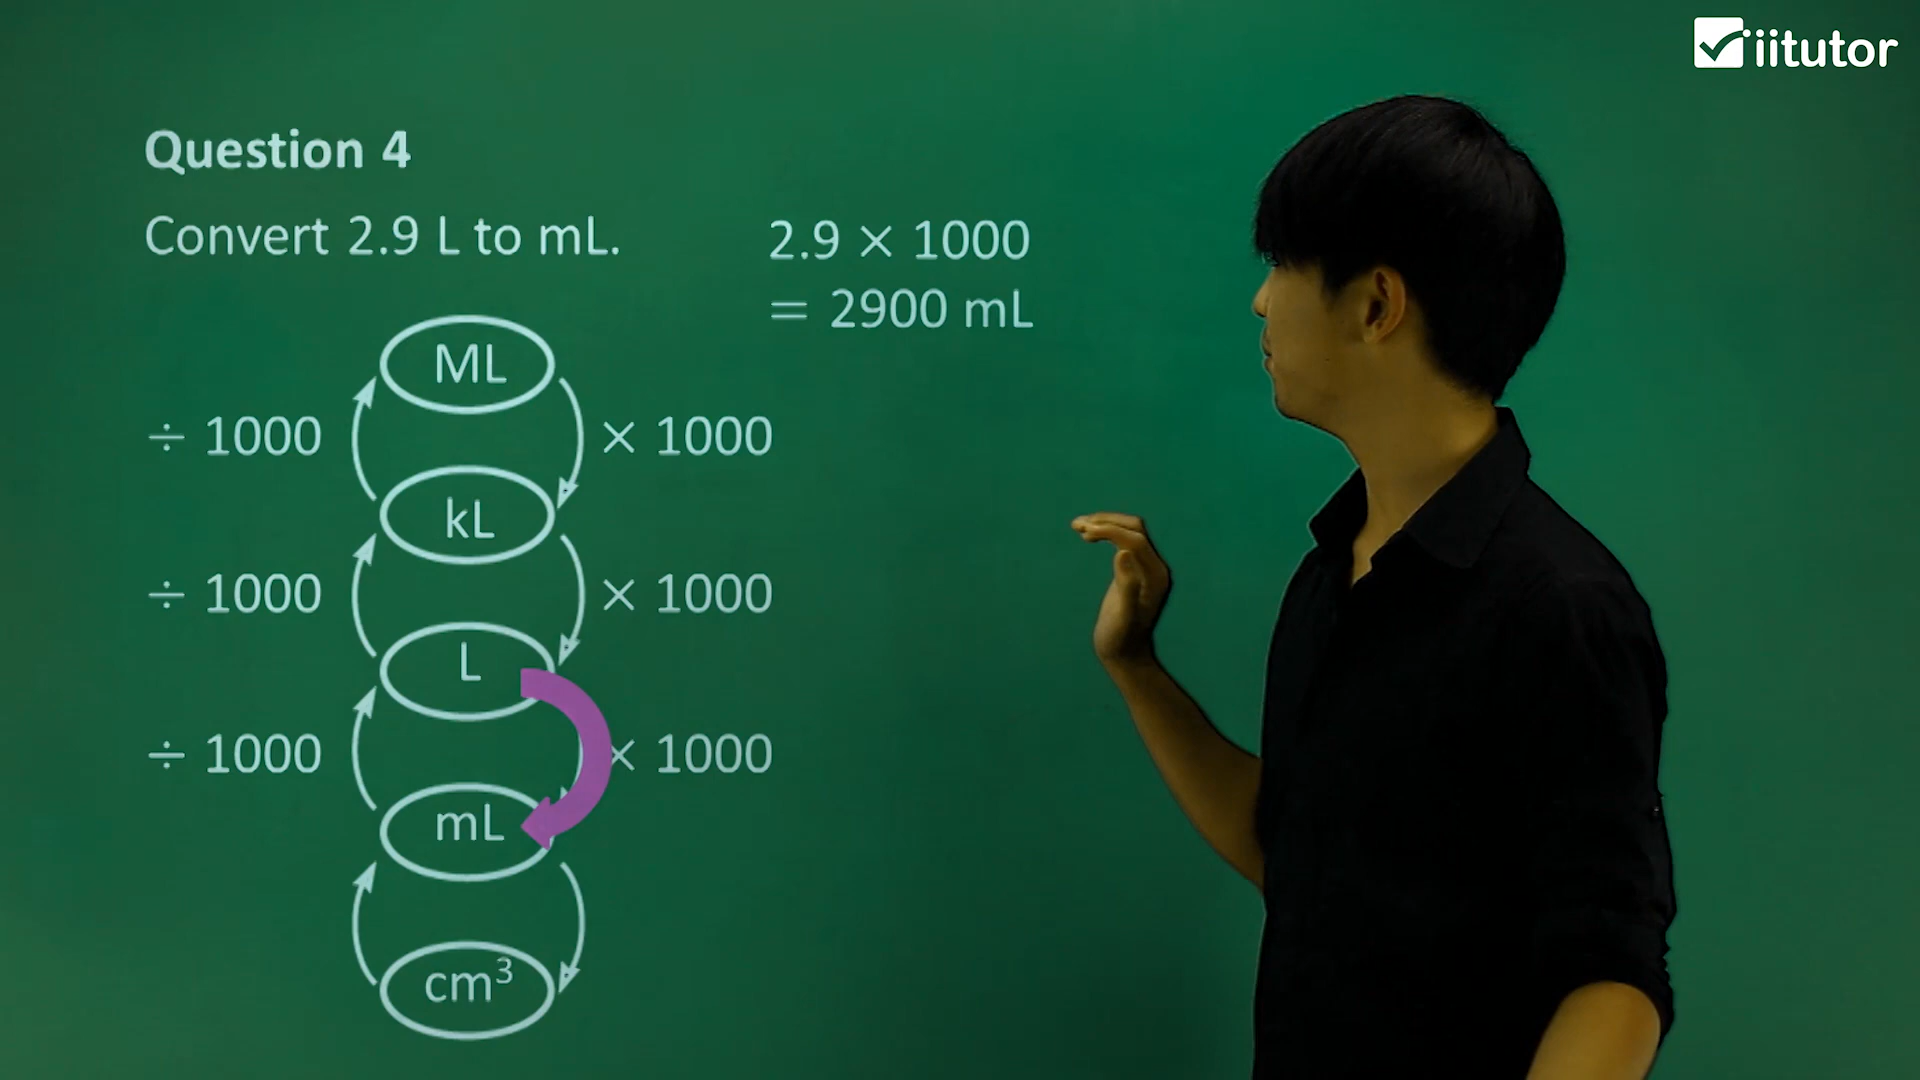 iitutor
Question 4
Convert 2.9 L to mL.
2.9 × 1000
= 2900 mL
ML
÷ 1000
× 1000
kL
÷ 1000
× 1000
L
÷ 1000
× 1000
mL
cm³